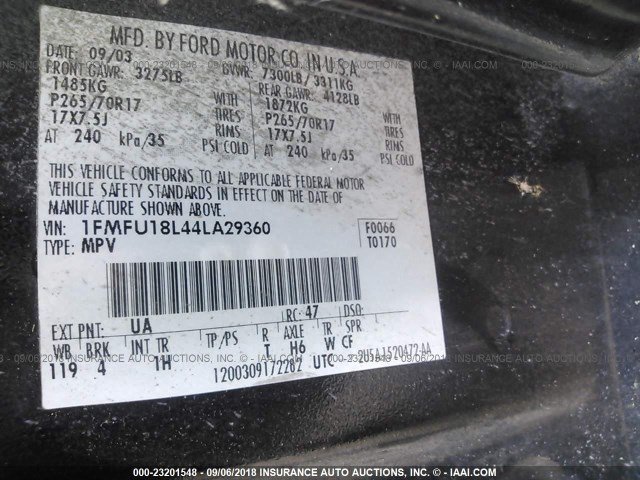 MFD. BY FORD MOTOR CO. IN U.S.A.
DATE: 09/03 GVWR: 7300LB/ 3311KG
FRONT GAWR: 3275LB REAR GAWR: 4128LB
1485KG WITH 1872KG WITH
P265/70R17 TIRES P265/70R17 TIRES
17X7.5J RIMS 17X7.5J RIMS
AT 240 kPa/35 PSI COLD AT 240 kPa/35 PSI COLD
THIS VEHICLE CONFORMS TO ALL APPLICABLE FEDERAL MOTOR
VEHICLE SAFETY STANDARDS IN EFFECT ON THE DATE OF
MANUFACTURE SHOWN ABOVE.
VIN: 1FMFU18L44LA29360 F0066
TYPE: MPV T0170
EXT PNT: UA RC: 47 DSO:
WB BRK INT TR TP/PS R AXLE TR SPR
119 4 1H T H6 W CF
1200309172282 UTC
00-23201548 - 09/06/2018 INSURANCE AUTO AUCTIONS, INC. - © - IAAI.COM